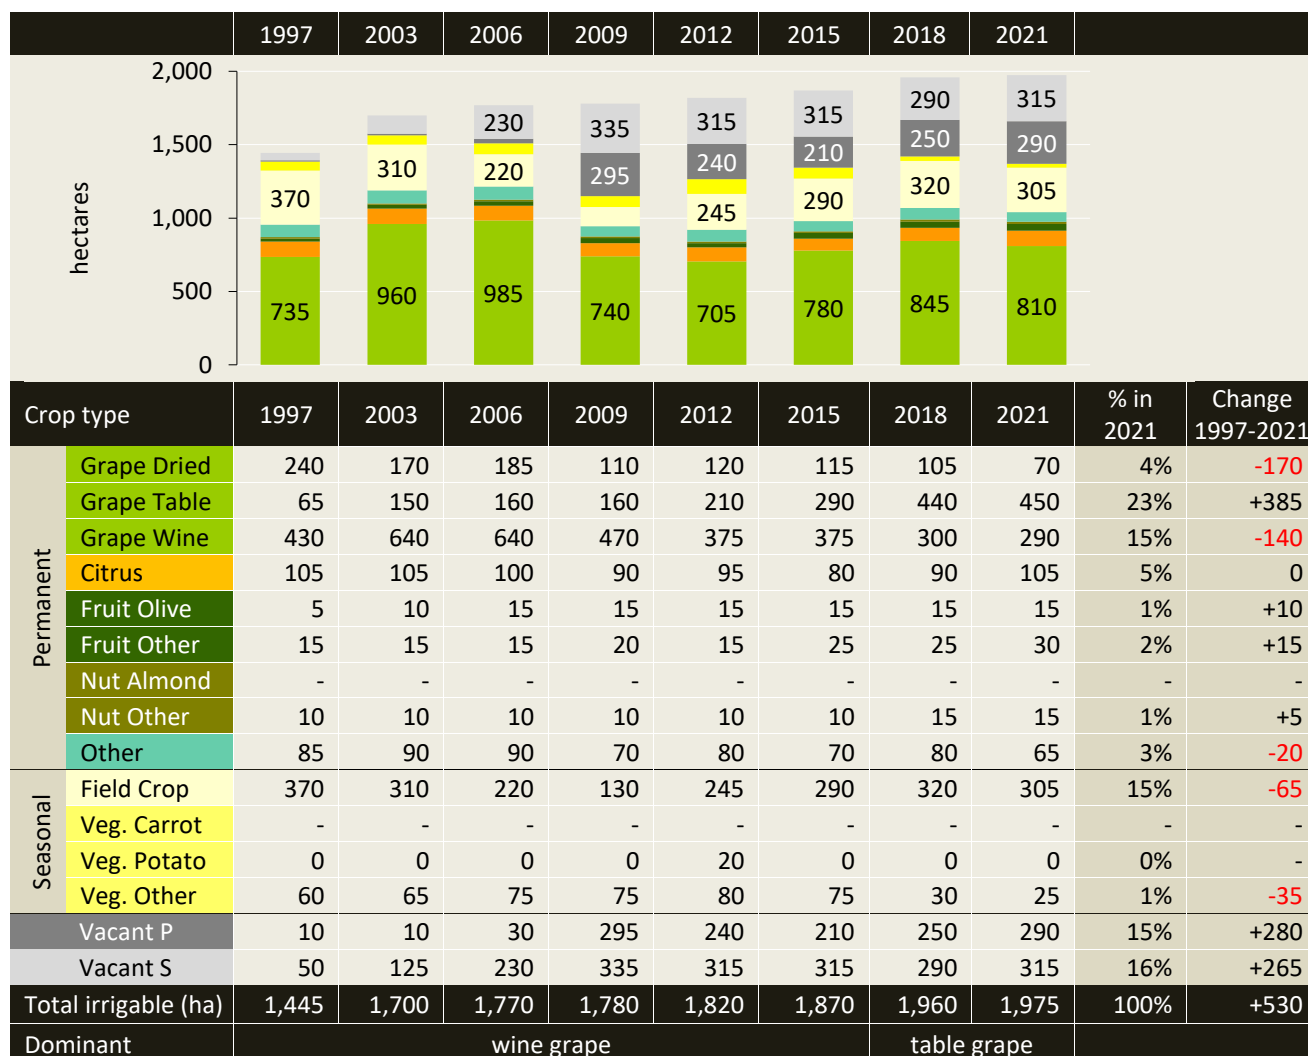 1997 2003 2006 2009 2012 2015 2018 2021
2,000
1,500
1,000
500
0
hectares
735 370
960 310
985 220 230
740 295 335
705 245 240 315
780 290 210 315
845 320 250 290
810 305 290 315
Crop type 1997 2003 2006 2009 2012 2015 2018 2021 % in 2021 Change 1997-2021
Permanent
Grape Dried 240 170 185 110 120 115 105 70 4% -170
Grape Table 65 150 160 160 210 290 440 450 23% +385
Grape Wine 430 640 640 470 375 375 300 290 15% -140
Citrus 105 105 100 90 95 80 90 105 5% 0
Fruit Olive 5 10 15 15 15 15 15 15 1% +10
Fruit Other 15 15 15 20 15 25 25 30 2% +15
Nut Almond - - - - - - - - - -
Nut Other 10 10 10 10 10 10 15 15 1% +5
Other 85 90 90 70 80 70 80 65 3% -20
Seasonal
Field Crop 370 310 220 130 245 290 320 305 15% -65
Veg. Carrot - - - - - - - - - -
Veg. Potato 0 0 0 0 20 0 0 0 0% -
Veg. Other 60 65 75 75 80 75 30 25 1% -35
Vacant P 10 10 30 295 240 210 250 290 15% +280
Vacant S 50 125 230 335 315 315 290 315 16% +265
Total irrigable (ha) 1,445 1,700 1,770 1,780 1,820 1,870 1,960 1,975 100% +530
Dominant wine grape table grape